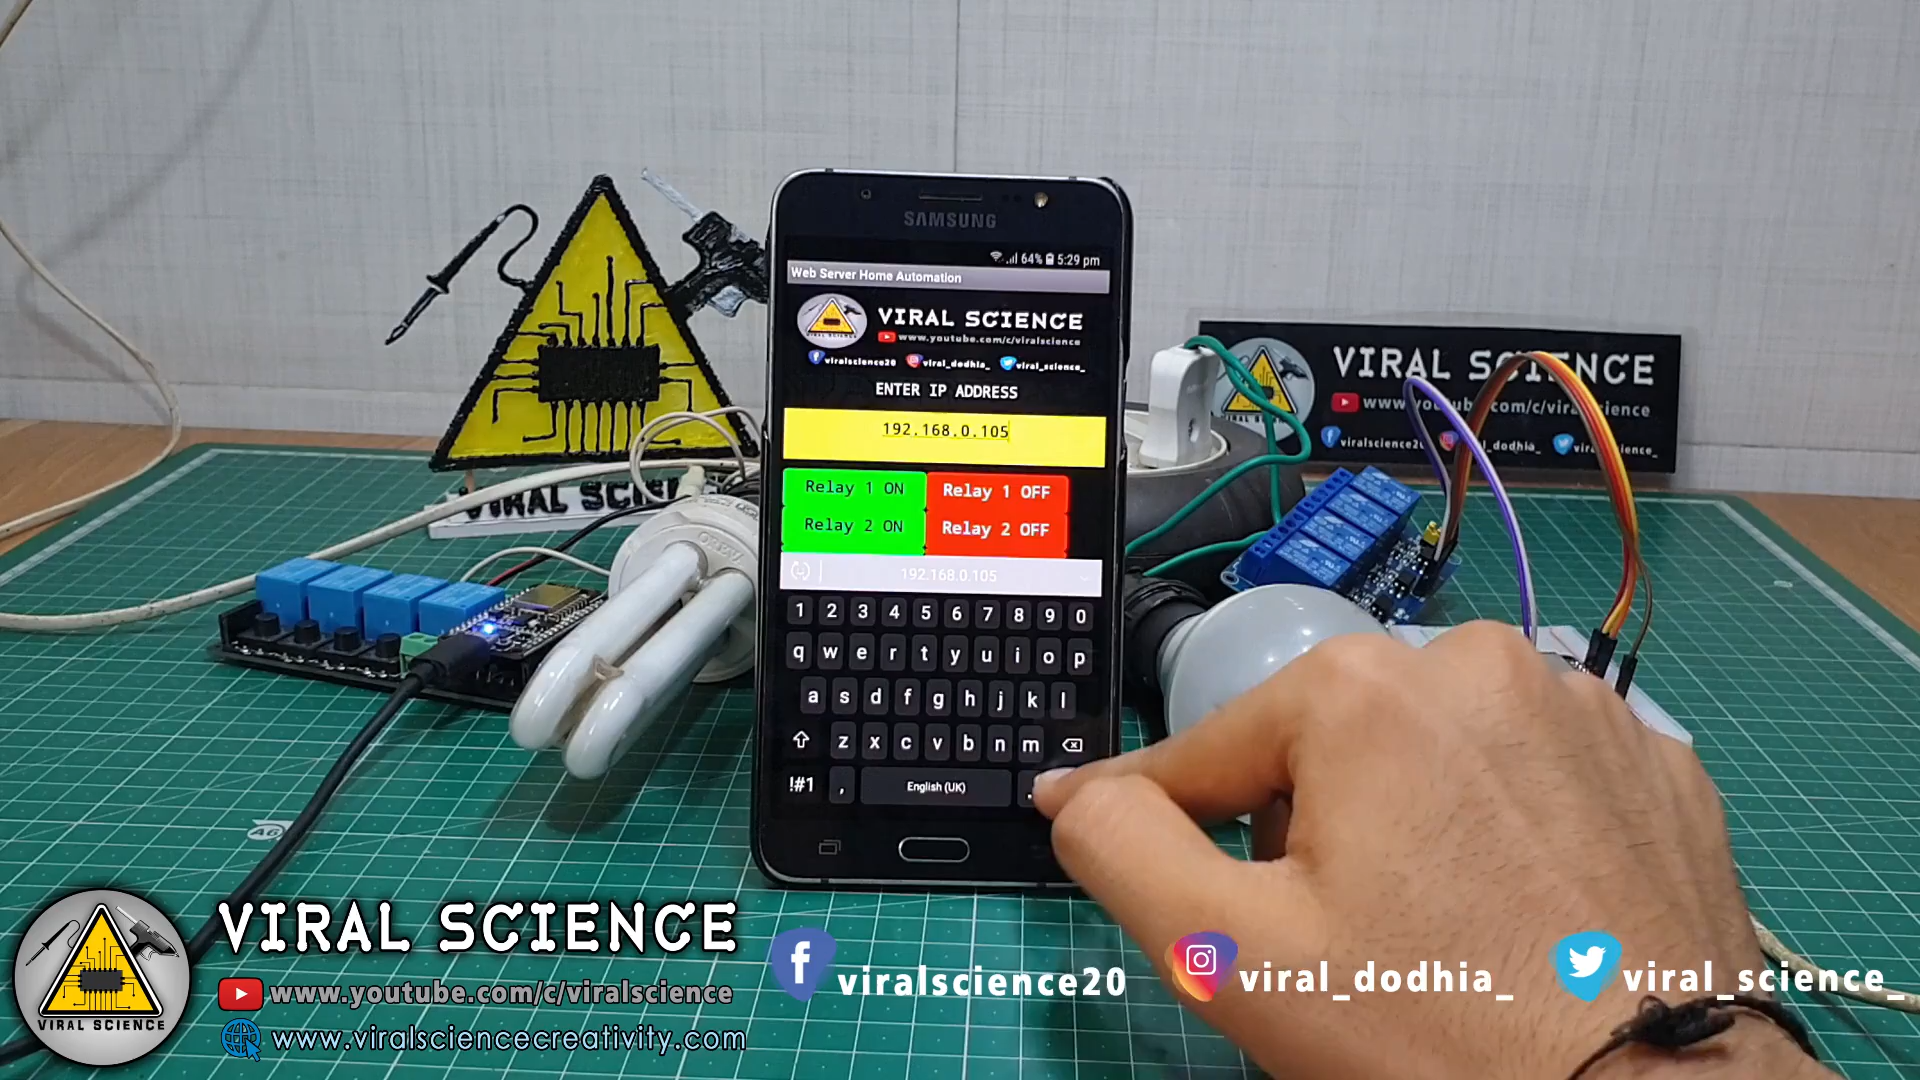 SAMSUNG
64% 5:29 pm
Web Server Home Automation
VIRAL SCIENCE
www.youtube.com/c/viralscience
viralscience20 viral_dodhia_ viral_science_
ENTER IP ADDRESS
192.168.0.105
Relay 1 ON Relay 1 OFF
Relay 2 ON Relay 2 OFF
192.168.0.105
1 2 3 4 5 6 7 8 9 0
q w e r t y u i o p
a s d f g h j k l
z x c v b n m
!#1 , English (UK) .
VIRAL
VIRAL SCIENCE
viralscience20
A6
VIRAL SCIENCE
VIRAL SCIENCE
www.youtube.com/c/viralscience
www.viralsciencecreativity.com
viralscience20
viral_dodhia_
viral_science_